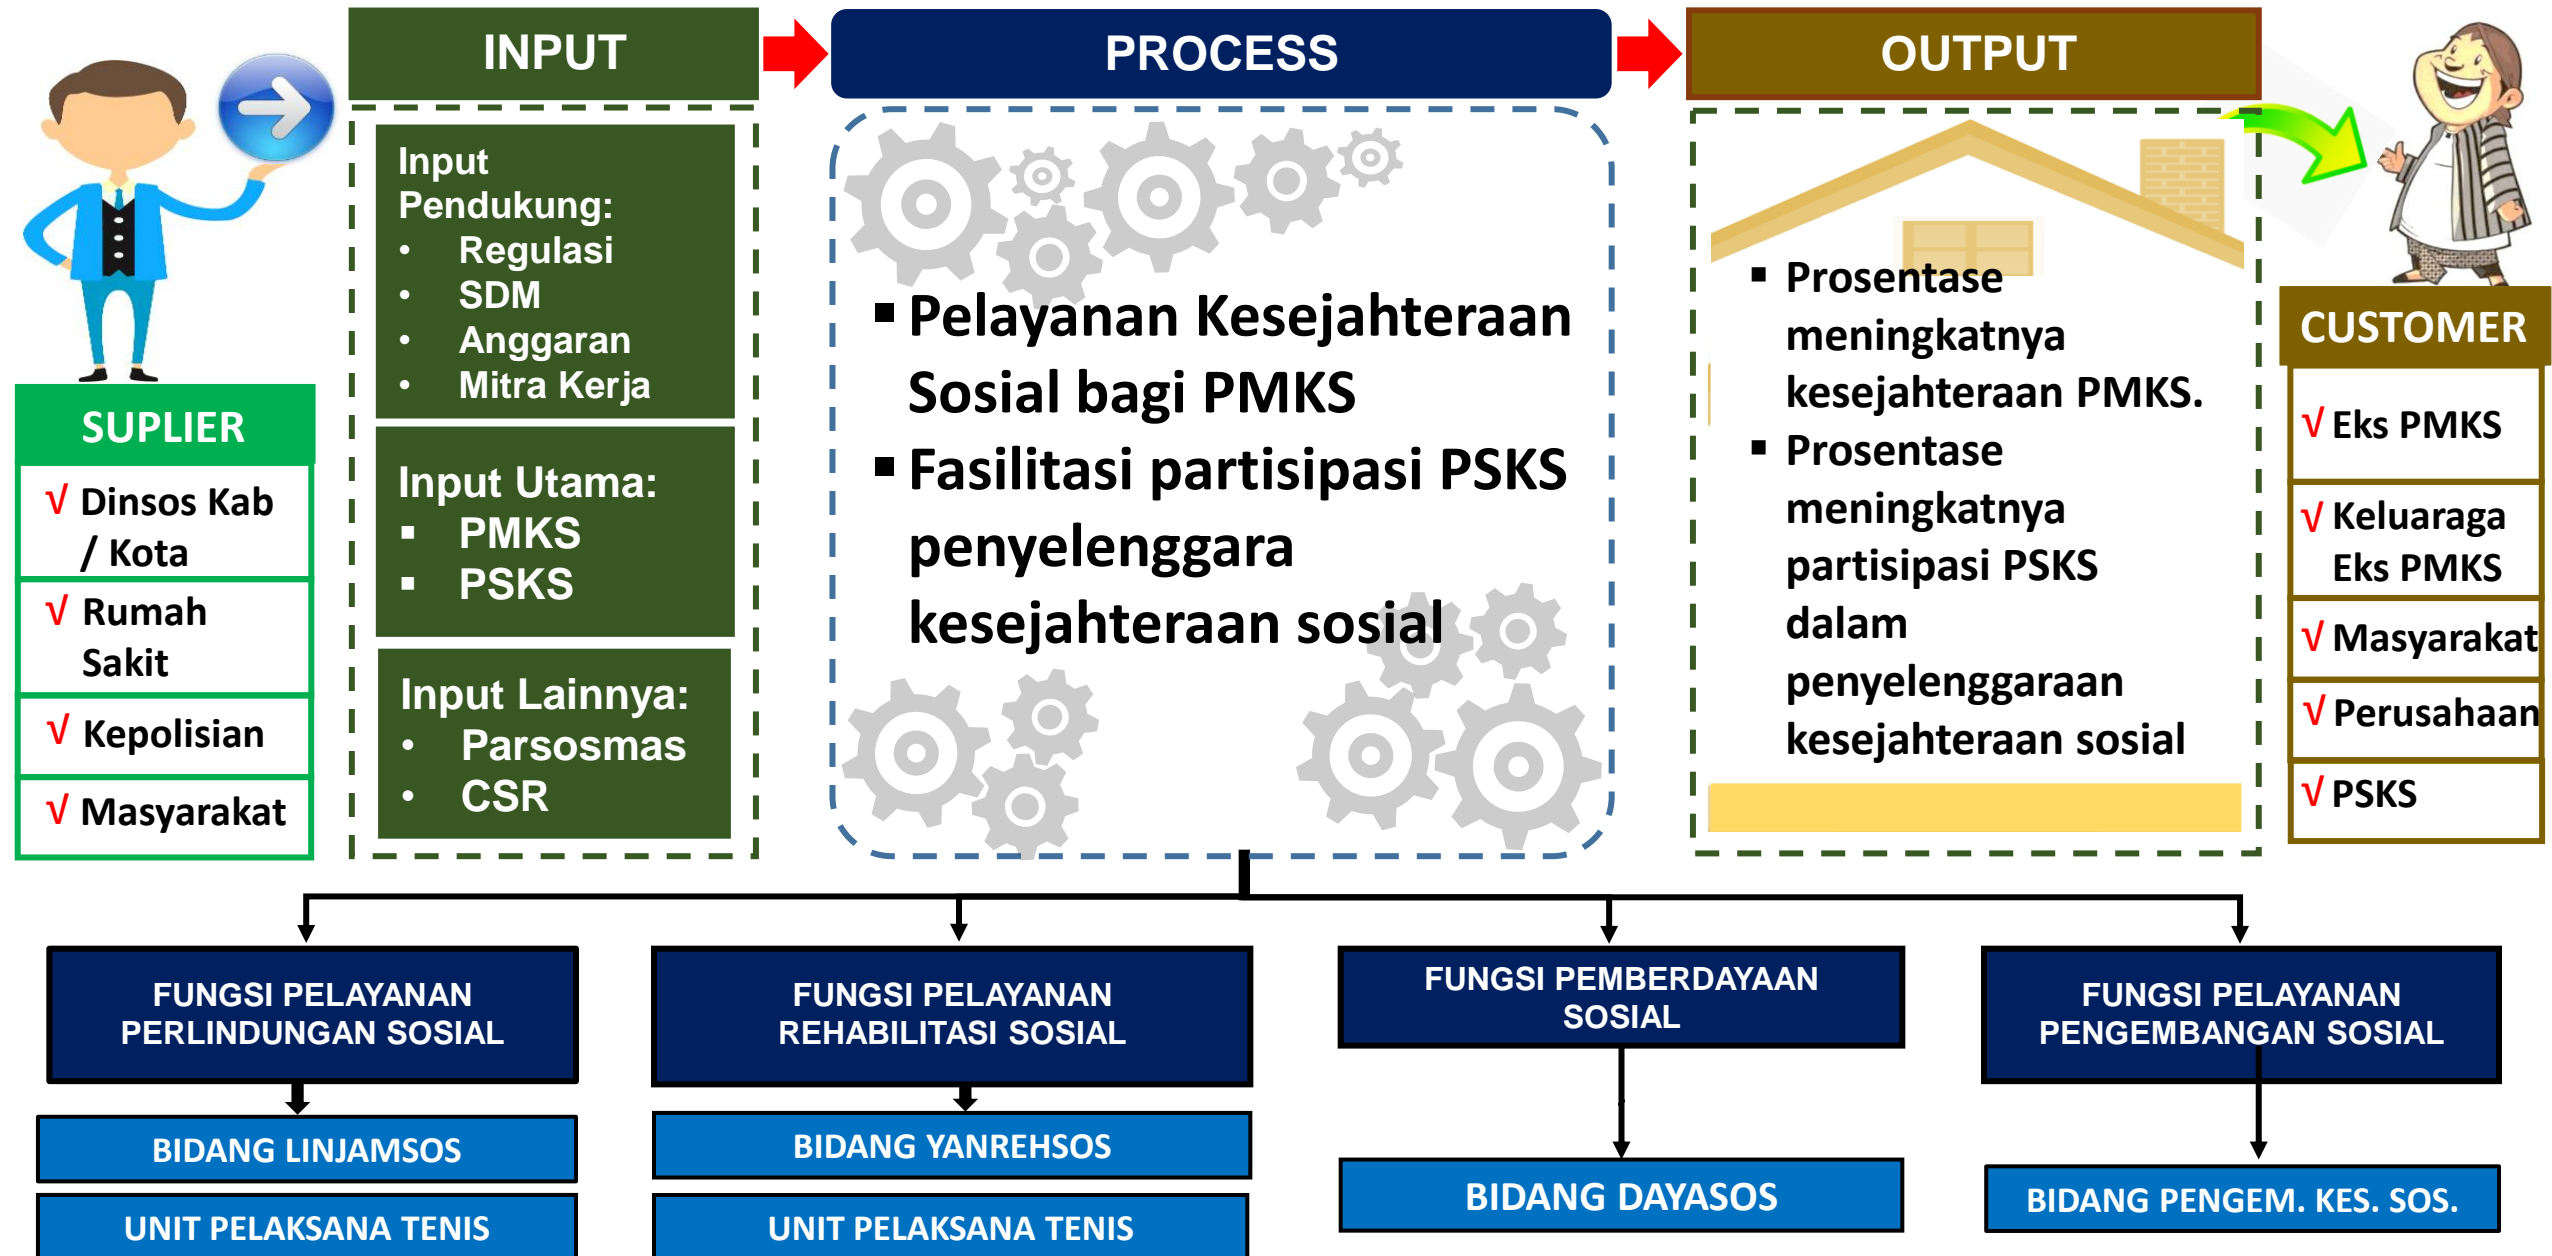 INPUT
PROCESS
OUTPUT
SUPLIER
√ Dinsos Kab
/ Kota
√ Rumah
Sakit
√ Kepolisian
√ Masyarakat
Input
Pendukung:
• Regulasi
• SDM
• Anggaran
• Mitra Kerja
Input Utama:
▪ PMKS
▪ PSKS
Input Lainnya:
• Parsosmas
• CSR
▪ Pelayanan Kesejahteraan
Sosial bagi PMKS
▪ Fasilitasi partisipasi PSKS
penyelenggara
kesejahteraan sosial
▪ Prosentase
meningkatnya
kesejahteraan PMKS.
▪ Prosentase
meningkatnya
partisipasi PSKS
dalam
penyelenggaraan
kesejahteraan sosial
CUSTOMER
√ Eks PMKS
√ Keluaraga
Eks PMKS
√ Masyarakat
√ Perusahaan
√ PSKS
FUNGSI PELAYANAN
PERLINDUNGAN SOSIAL
BIDANG LINJAMSOS
UNIT PELAKSANA TENIS
FUNGSI PELAYANAN
REHABILITASI SOSIAL
BIDANG YANREHSOS
UNIT PELAKSANA TENIS
FUNGSI PEMBERDAYAAN
SOSIAL
BIDANG DAYASOS
FUNGSI PELAYANAN
PENGEMBANGAN SOSIAL
BIDANG PENGEM. KES. SOS.